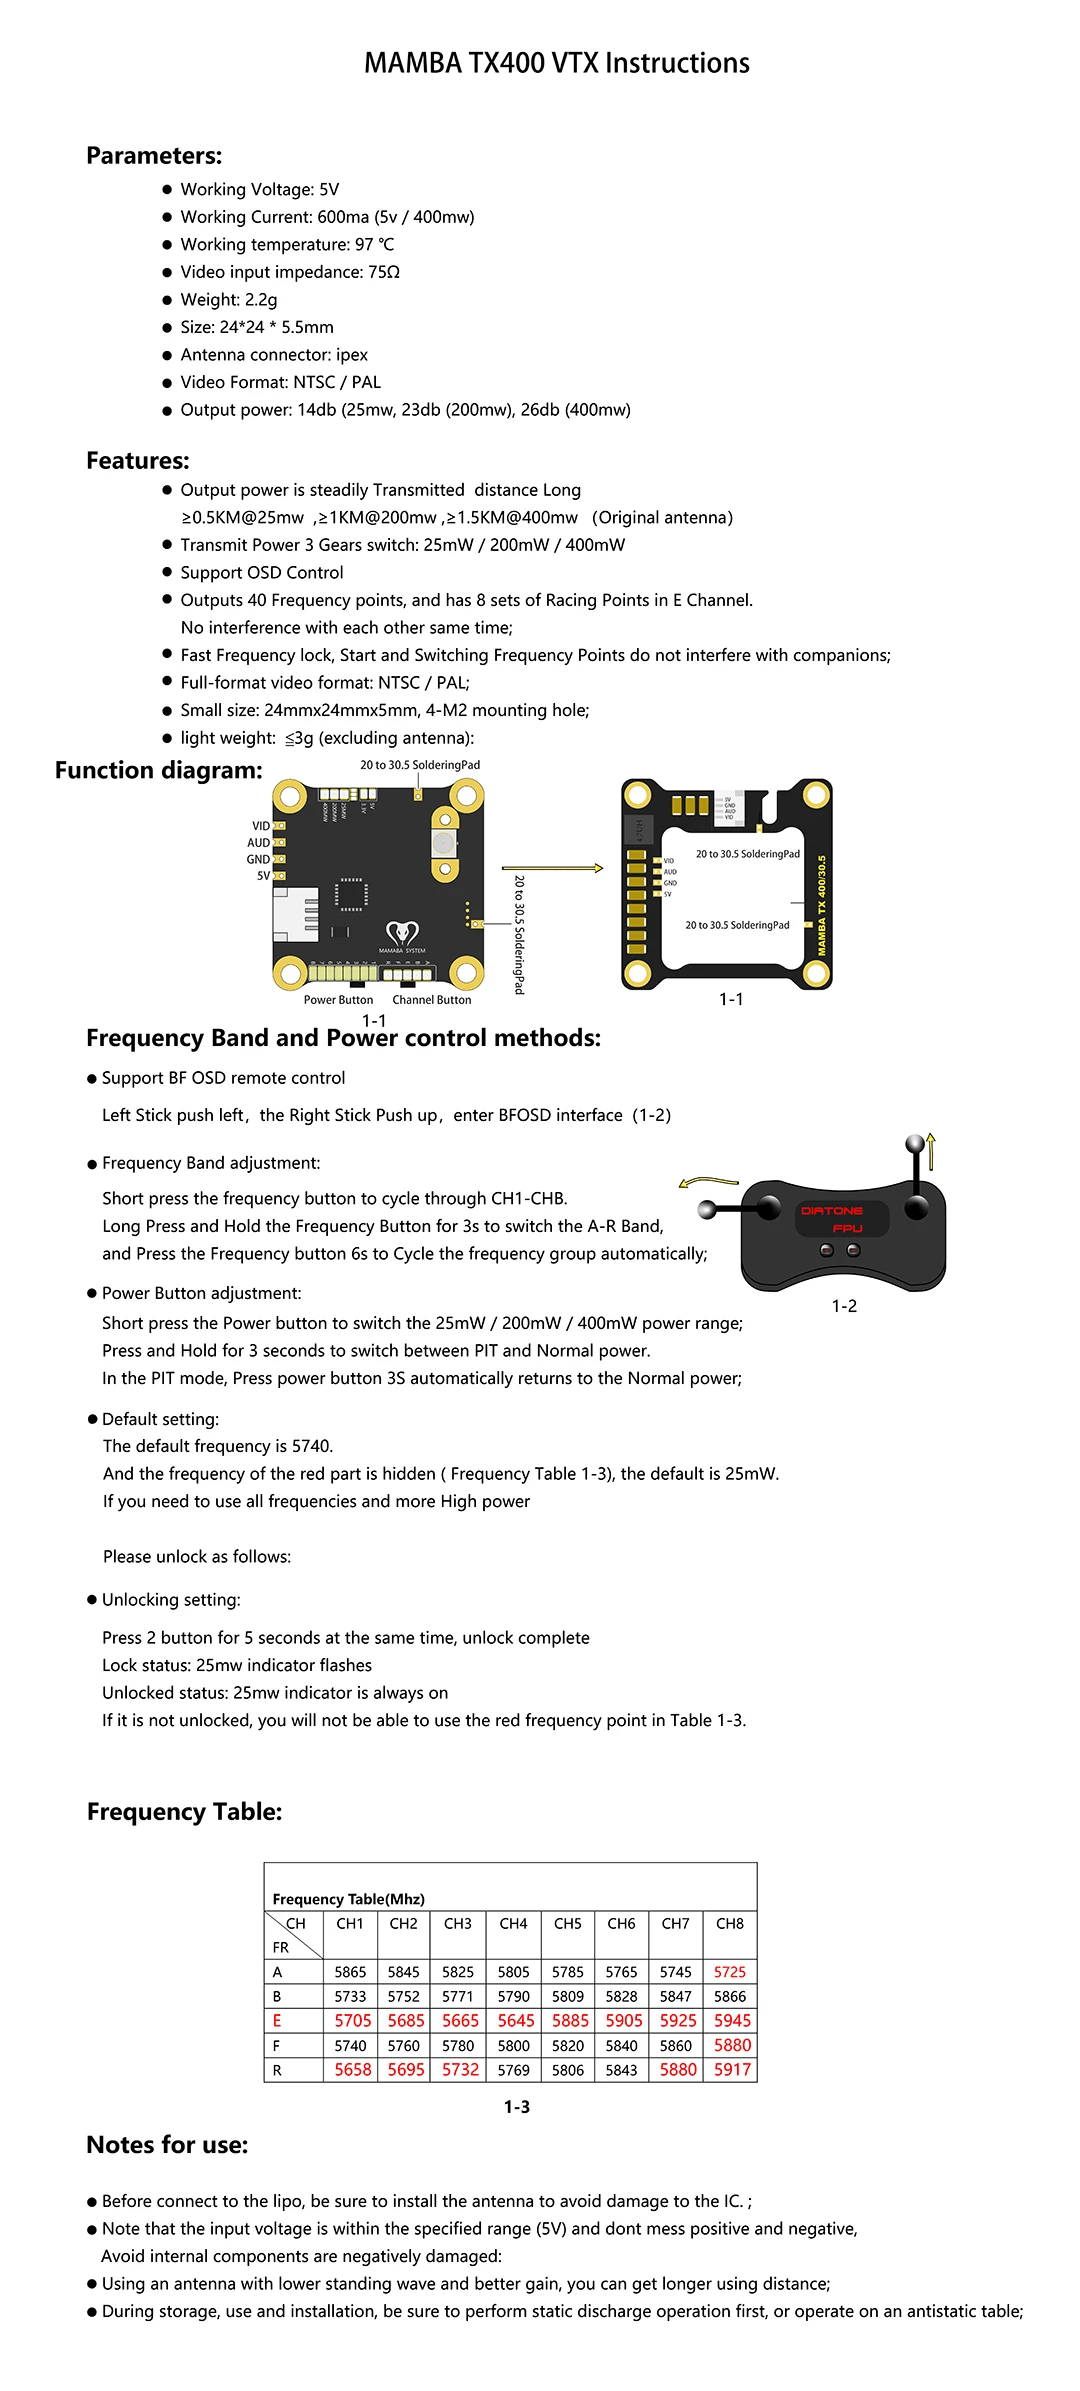 MAMBA TX400 VTX Instructions
Parameters:
● Working Voltage: 5V
● Working Current: 600ma (5v / 400mw)
● Working temperature: 97 ℃
● Video input impedance: 75Ω
● Weight: 2.2g
● Size: 24*24 * 5.5mm
● Antenna connector: ipex
● Video Format: NTSC / PAL
● Output power: 14db (25mw, 23db (200mw), 26db (400mw)
Features:
● Output power is steadily Transmitted distance Long
≥0.5KM@25mw ,≥1KM@200mw ,≥1.5KM@400mw （Original antenna）
● Transmit Power 3 Gears switch: 25mW / 200mW / 400mW
● Support OSD Control
● Outputs 40 Frequency points, and has 8 sets of Racing Points in E Channel.
No interference with each other same time;
● Fast Frequency lock, Start and Switching Frequency Points do not interfere with companions;
● Full-format video format: NTSC / PAL;
● Small size: 24mmx24mmx5mm, 4-M2 mounting hole;
● light weight: ≦3g (excluding antenna):
Function diagram:
20 to 30.5 SolderingPad
400MW 200MW 25MW 3.3V 5V
VID
AUD
GND
5V
MAMABA SYSTEM
8 7 6 5 4 3 2 1 R F E B A
Power Button Channel Button
1-1
20 to 30.5 SolderingPad
5V
GND
AUD
VID
4.7UH
VID
AUD
GND
5V
20 to 30.5 SolderingPad
20 to 30.5 SolderingPad
MAMBA TX 400/30.5
1-1
Frequency Band and Power control methods:
● Support BF OSD remote control
Left Stick push left， the Right Stick Push up，enter BFOSD interface（1-2）
● Frequency Band adjustment:
Short press the frequency button to cycle through CH1-CHB.
Long Press and Hold the Frequency Button for 3s to switch the A-R Band,
and Press the Frequency button 6s to Cycle the frequency group automatically;
DIATONE
FPU
1-2
● Power Button adjustment:
Short press the Power button to switch the 25mW / 200mW / 400mW power range;
Press and Hold for 3 seconds to switch between PIT and Normal power.
In the PIT mode, Press power button 3S automatically returns to the Normal power;
● Default setting:
The default frequency is 5740.
And the frequency of the red part is hidden ( Frequency Table 1-3), the default is 25mW.
If you need to use all frequencies and more High power
Please unlock as follows:
● Unlocking setting:
Press 2 button for 5 seconds at the same time, unlock complete
Lock status: 25mw indicator flashes
Unlocked status: 25mw indicator is always on
If it is not unlocked, you will not be able to use the red frequency point in Table 1-3.
Frequency Table:
Frequency Table(Mhz)
CH CH1 CH2 CH3 CH4 CH5 CH6 CH7 CH8
FR
A 5865 5845 5825 5805 5785 5765 5745 5725
B 5733 5752 5771 5790 5809 5828 5847 5866
E 5705 5685 5665 5645 5885 5905 5925 5945
F 5740 5760 5780 5800 5820 5840 5860 5880
R 5658 5695 5732 5769 5806 5843 5880 5917
1-3
Notes for use:
● Before connect to the lipo, be sure to install the antenna to avoid damage to the IC. ;
● Note that the input voltage is within the specified range (5V) and dont mess positive and negative,
Avoid internal components are negatively damaged:
● Using an antenna with lower standing wave and better gain, you can get longer using distance;
● During storage, use and installation, be sure to perform static discharge operation first, or operate on an antistatic table;